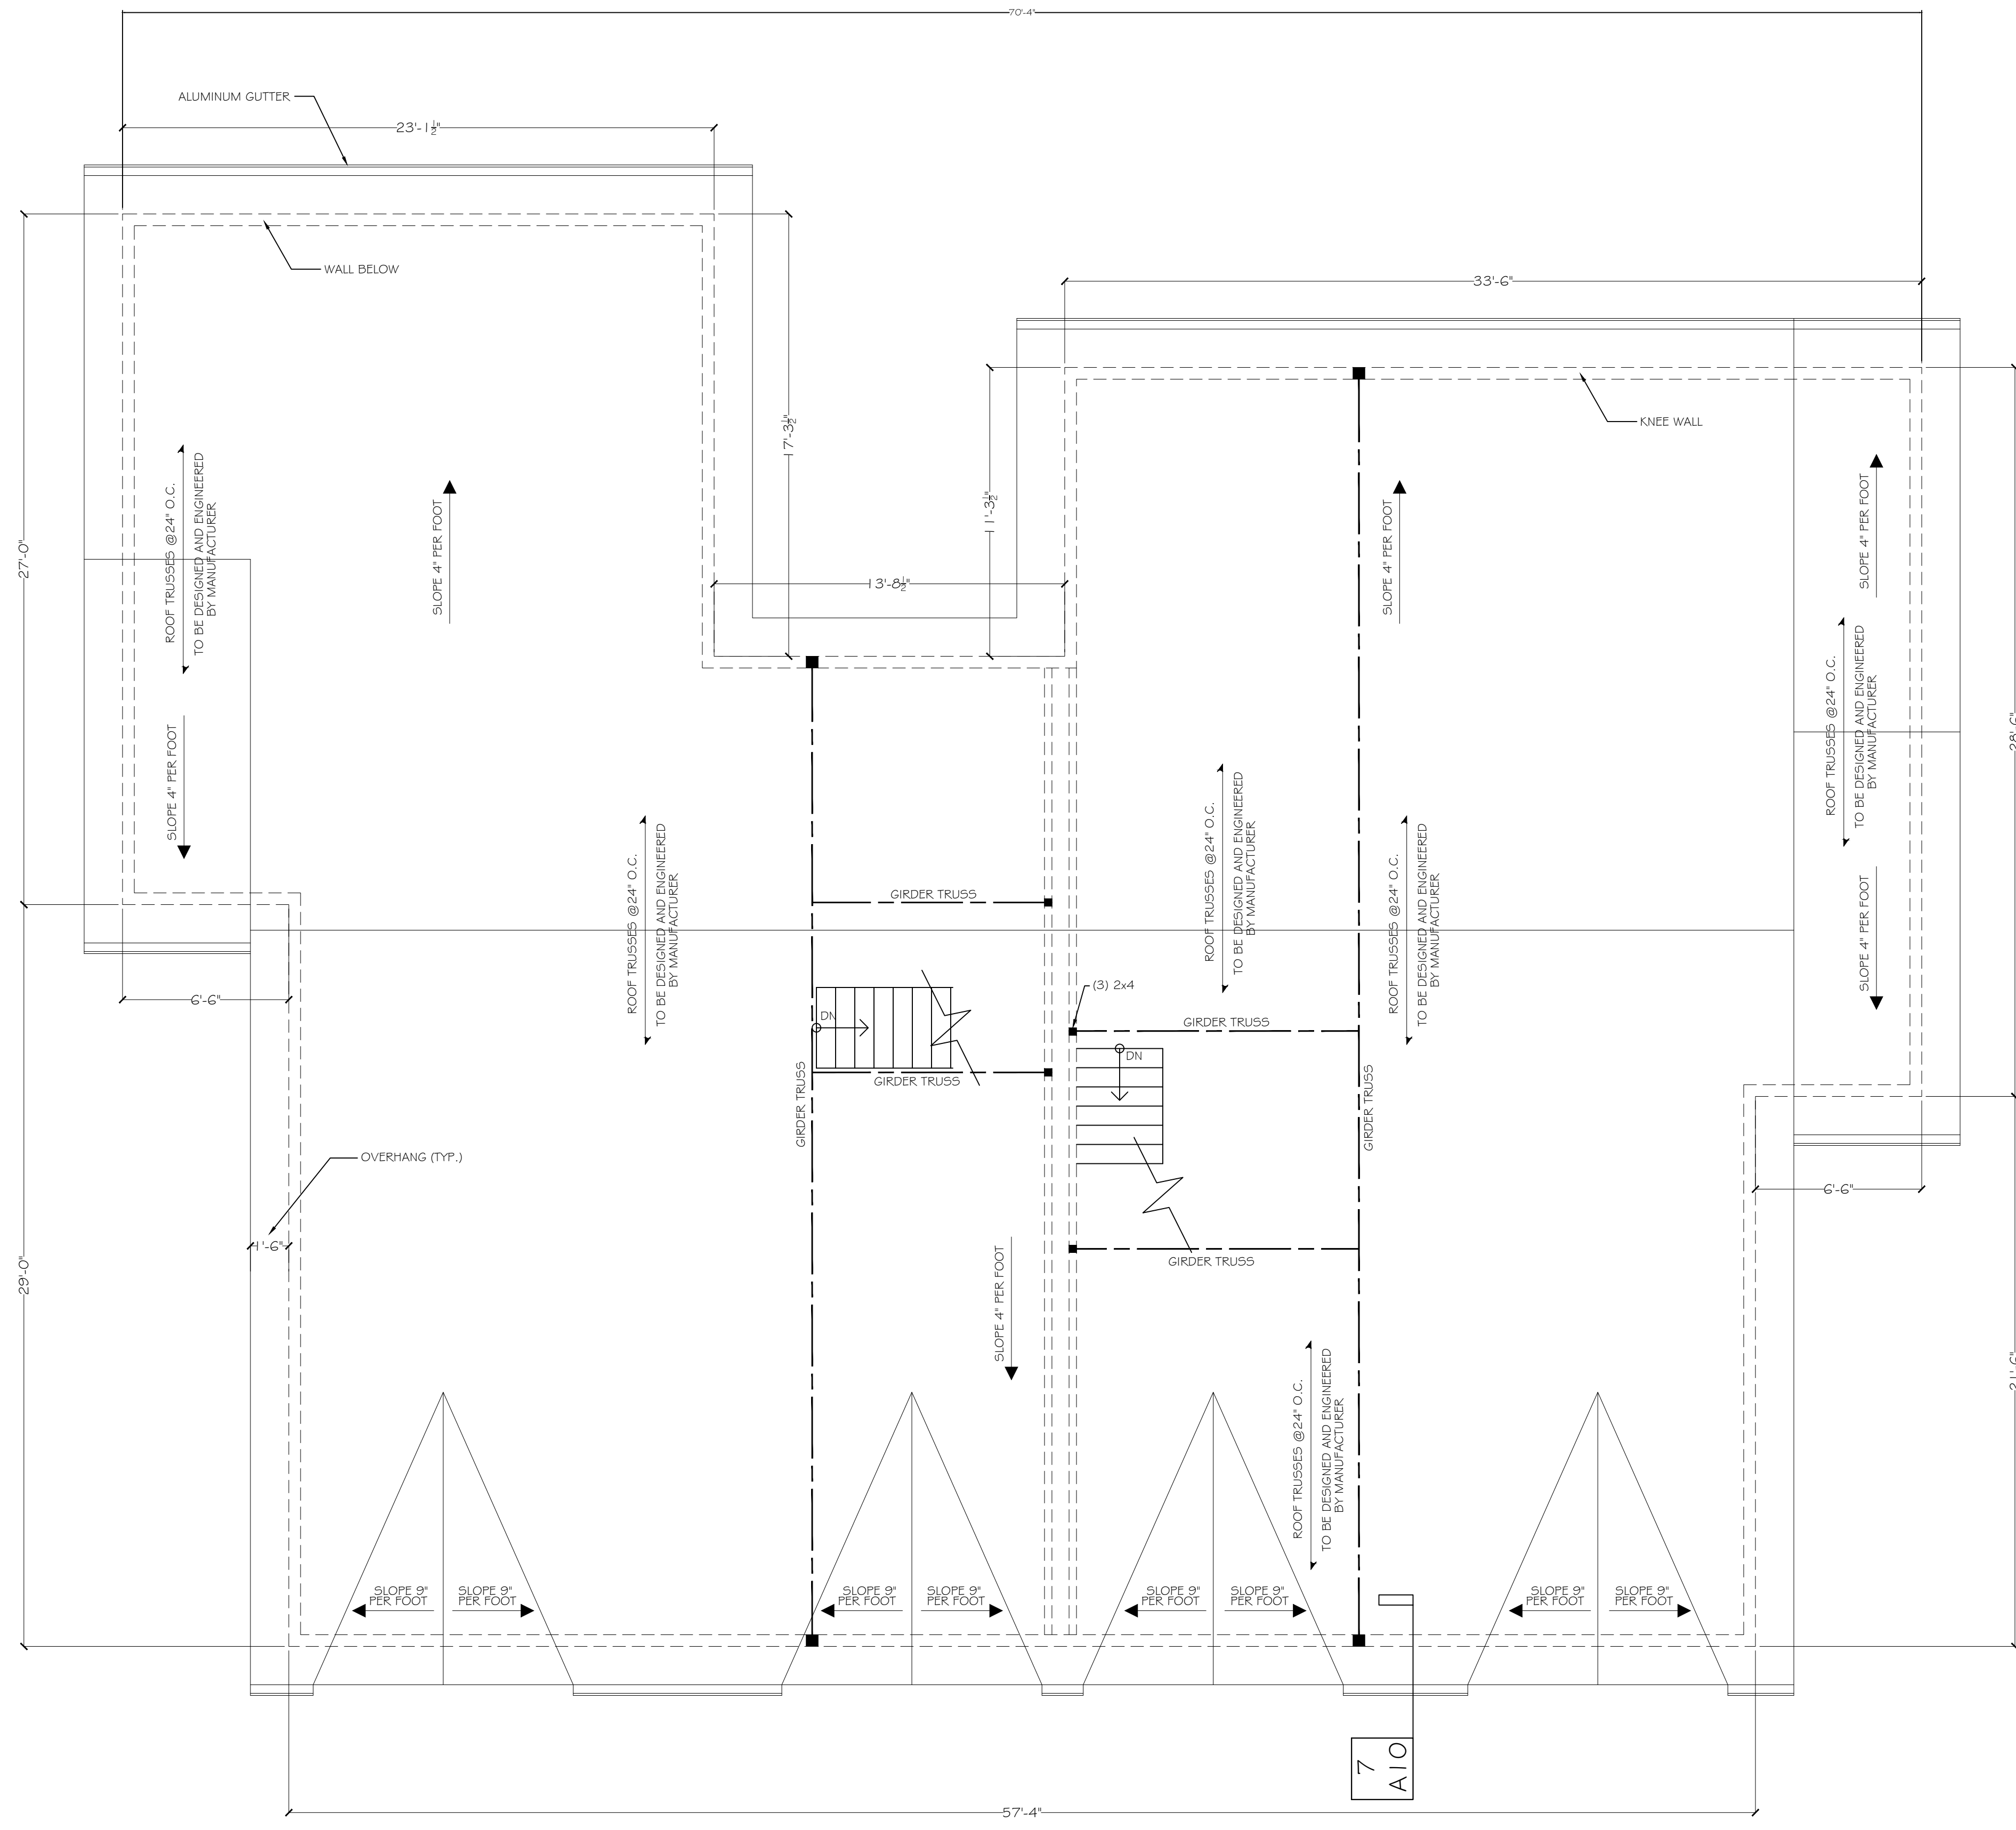 70'-4"
ALUMINUM GUTTER
23'-1½"
WALL BELOW
33'-6"
KNEE WALL
17'-3½"
11'-3½"
13'-8½"
27'-0"
ROOF TRUSSES @24" O.C.
TO BE DESIGNED AND ENGINEERED
BY MANUFACTURER
SLOPE 4" PER FOOT
SLOPE 4" PER FOOT
SLOPE 4" PER FOOT
SLOPE 4" PER FOOT
ROOF TRUSSES @24" O.C.
TO BE DESIGNED AND ENGINEERED
BY MANUFACTURER
28'-6"
SLOPE 4" PER FOOT
ROOF TRUSSES @24" O.C.
TO BE DESIGNED AND ENGINEERED
BY MANUFACTURER
ROOF TRUSSES @24" O.C.
TO BE DESIGNED AND ENGINEERED
BY MANUFACTURER
ROOF TRUSSES @24" O.C.
TO BE DESIGNED AND ENGINEERED
BY MANUFACTURER
GIRDER TRUSS
6'-6"
(3) 2x4
DN
GIRDER TRUSS
DN
GIRDER TRUSS
GIRDER TRUSS
GIRDER TRUSS
OVERHANG (TYP.)
6'-6"
1'-6"
29'-0"
GIRDER TRUSS
SLOPE 4" PER FOOT
ROOF TRUSSES @24" O.C.
TO BE DESIGNED AND ENGINEERED
BY MANUFACTURER
21'-6"
SLOPE 9"
PER FOOT
SLOPE 9"
PER FOOT
SLOPE 9"
PER FOOT
SLOPE 9"
PER FOOT
SLOPE 9"
PER FOOT
SLOPE 9"
PER FOOT
SLOPE 9"
PER FOOT
SLOPE 9"
PER FOOT
7
A10
57'-4"